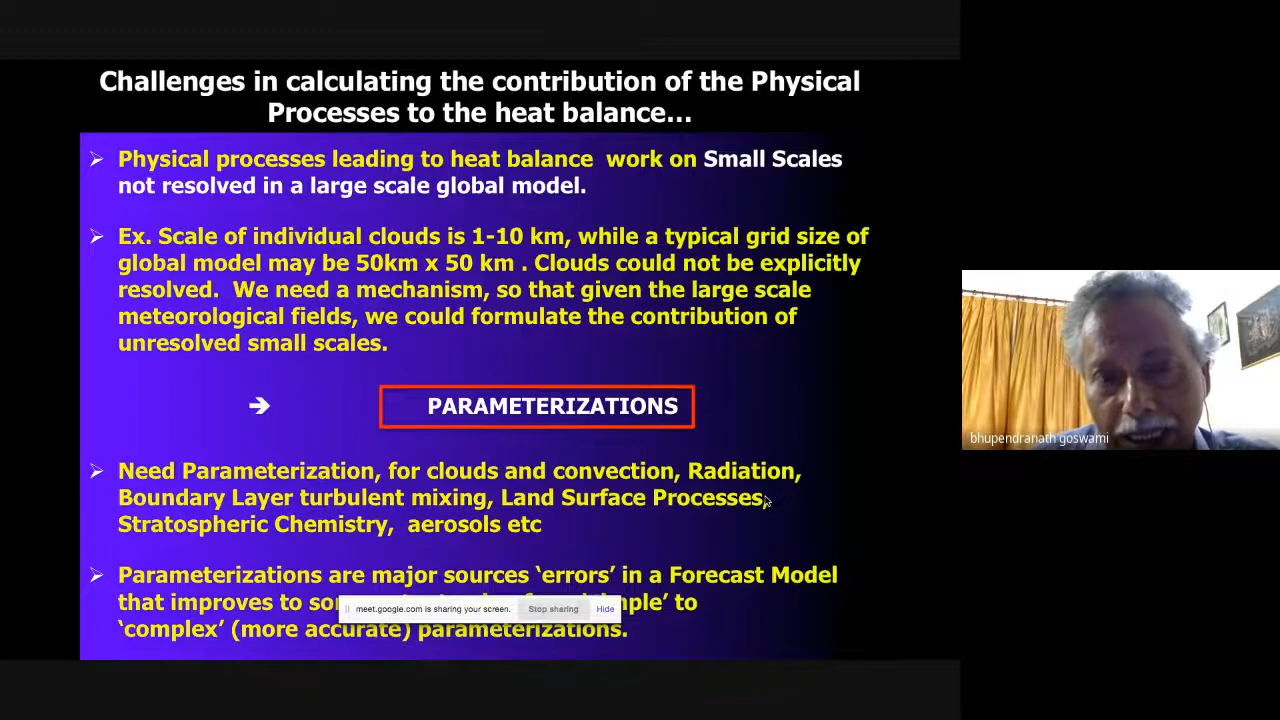 Challenges in calculating the contribution of the Physical
Processes to the heat balance...
➢ Physical processes leading to heat balance work on Small Scales
not resolved in a large scale global model.
➢ Ex. Scale of individual clouds is 1-10 km, while a typical grid size of
global model may be 50km x 50 km . Clouds could not be explicitly
resolved. We need a mechanism, so that given the large scale
meteorological fields, we could formulate the contribution of
unresolved small scales.
➔ PARAMETERIZATIONS
➢ Need Parameterization, for clouds and convection, Radiation,
Boundary Layer turbulent mixing, Land Surface Processes,
Stratospheric Chemistry, aerosols etc
➢ Parameterizations are major sources ‘errors’ in a Forecast Model
that improves to to
‘complex’ (more accurate) parameterizations.
meet.google.com is sharing your screen. Stop sharing Hide
bhupendranath goswami